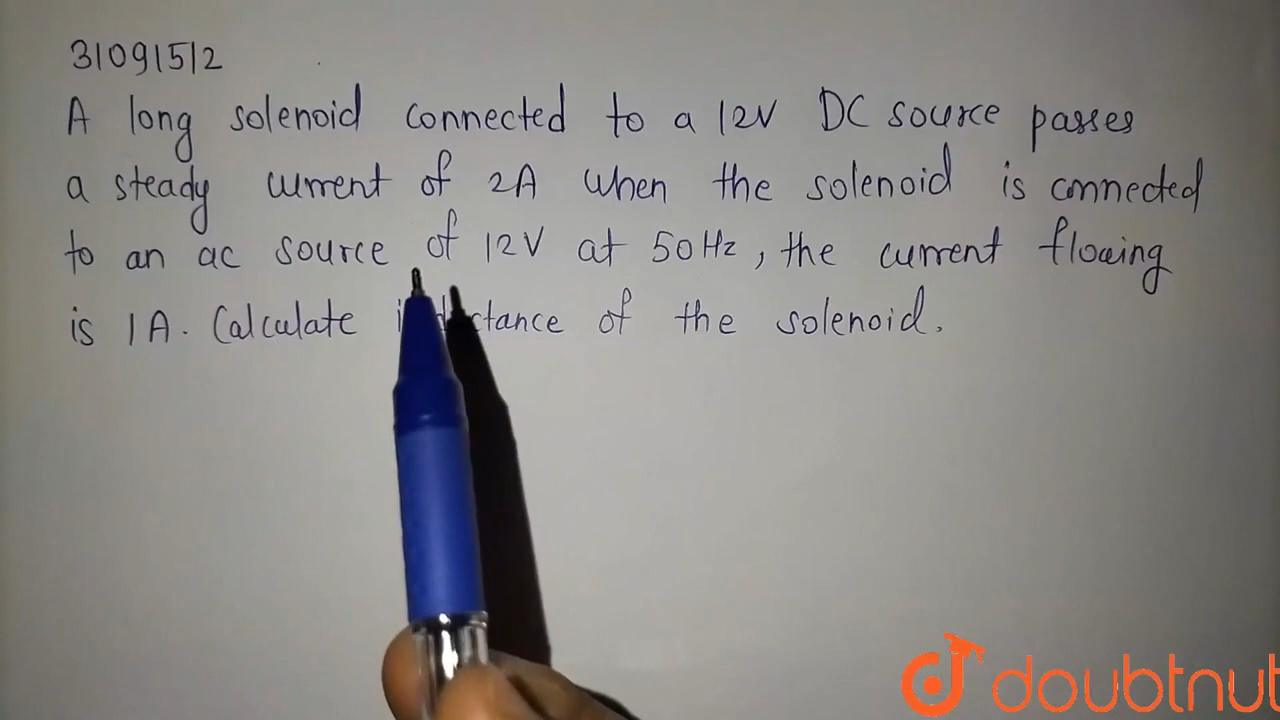 31091512
A long solenoid connected to a 12V DC source passes
a steady current of 2A when the solenoid is connected
to an ac source of 12V at 50Hz, the current flowing
is 1A. Calculate of the solenoid.
doubtnut